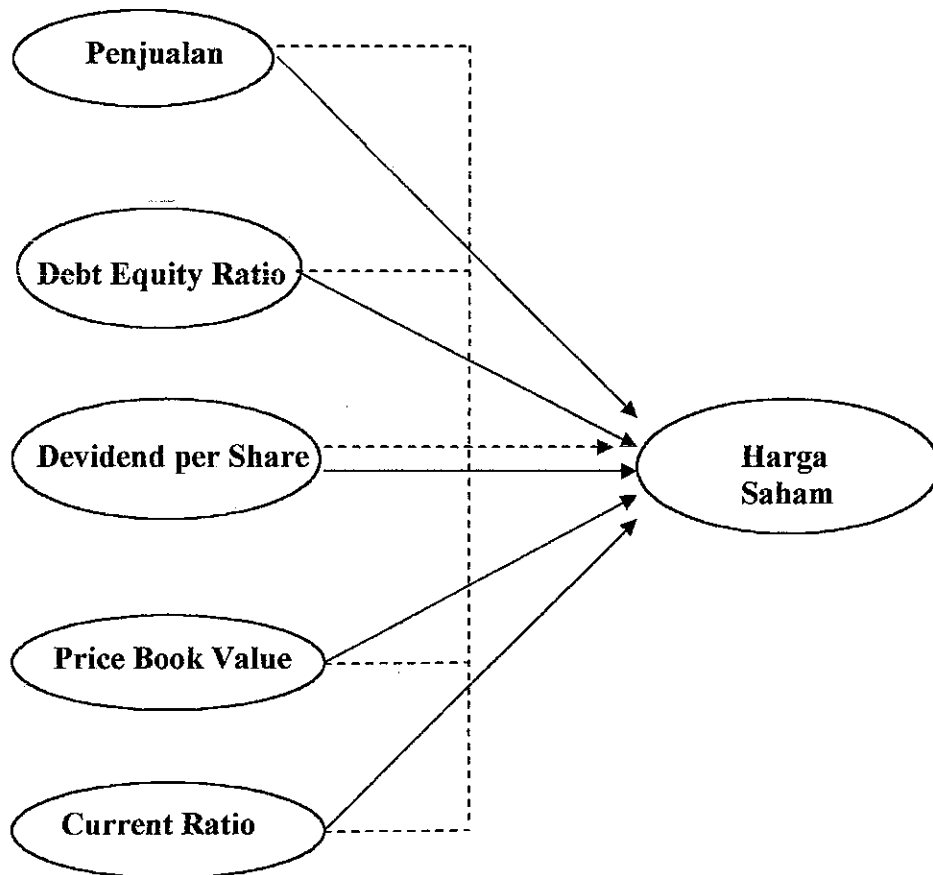 Penjualan
Debt Equity Ratio
Devidend per Share
Harga
Saham
Price Book Value
Current Ratio